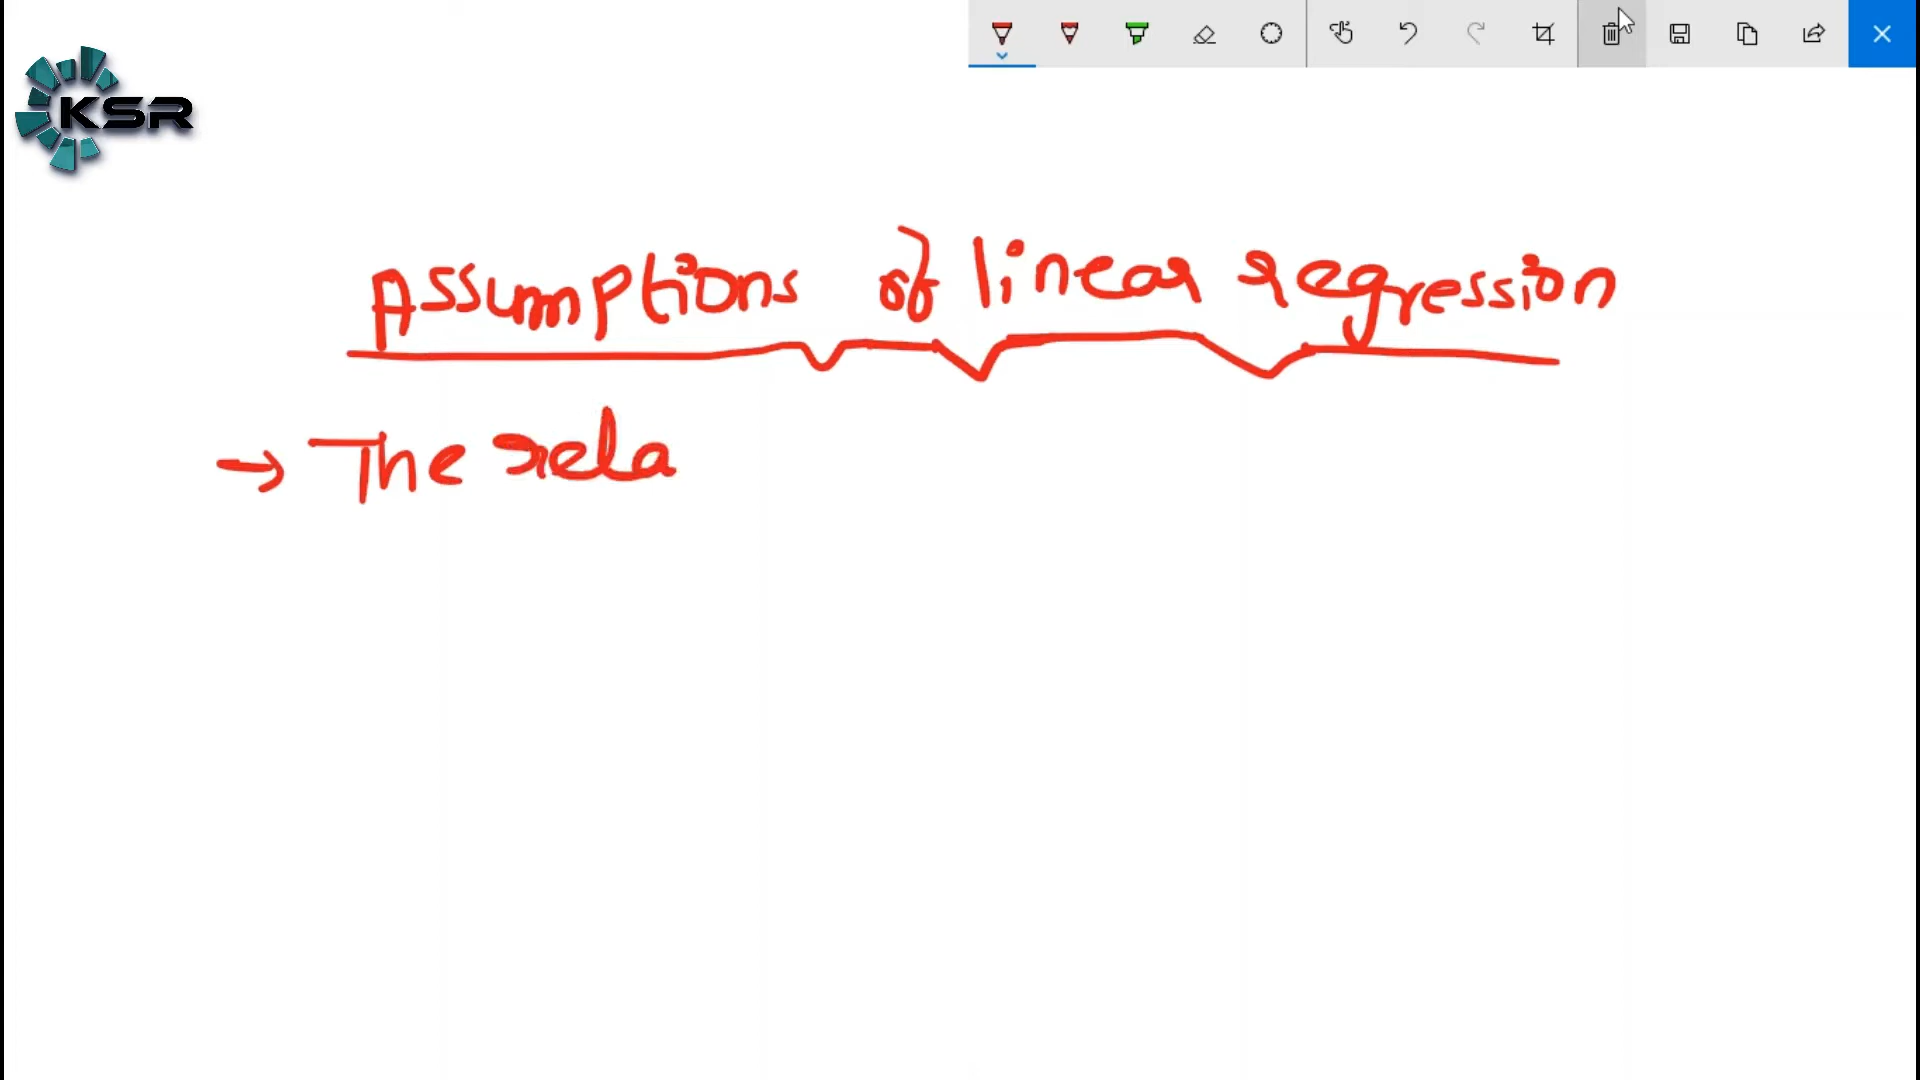 KSR
Assumptions of linear regression
→ The rela